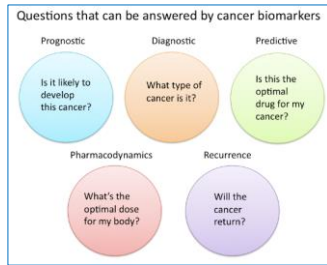 Questions that can be answered by cancer biomarkers
Prognostic
Diagnostic
Predictive
Is it likely to
develop
this cancer?
What type of
cancer is it?
Is this the
optimal
drug for my
cancer?
Pharmacodynamics
Recurrence
What's the
optimal dose
for my body?
Will the
cancer
return?